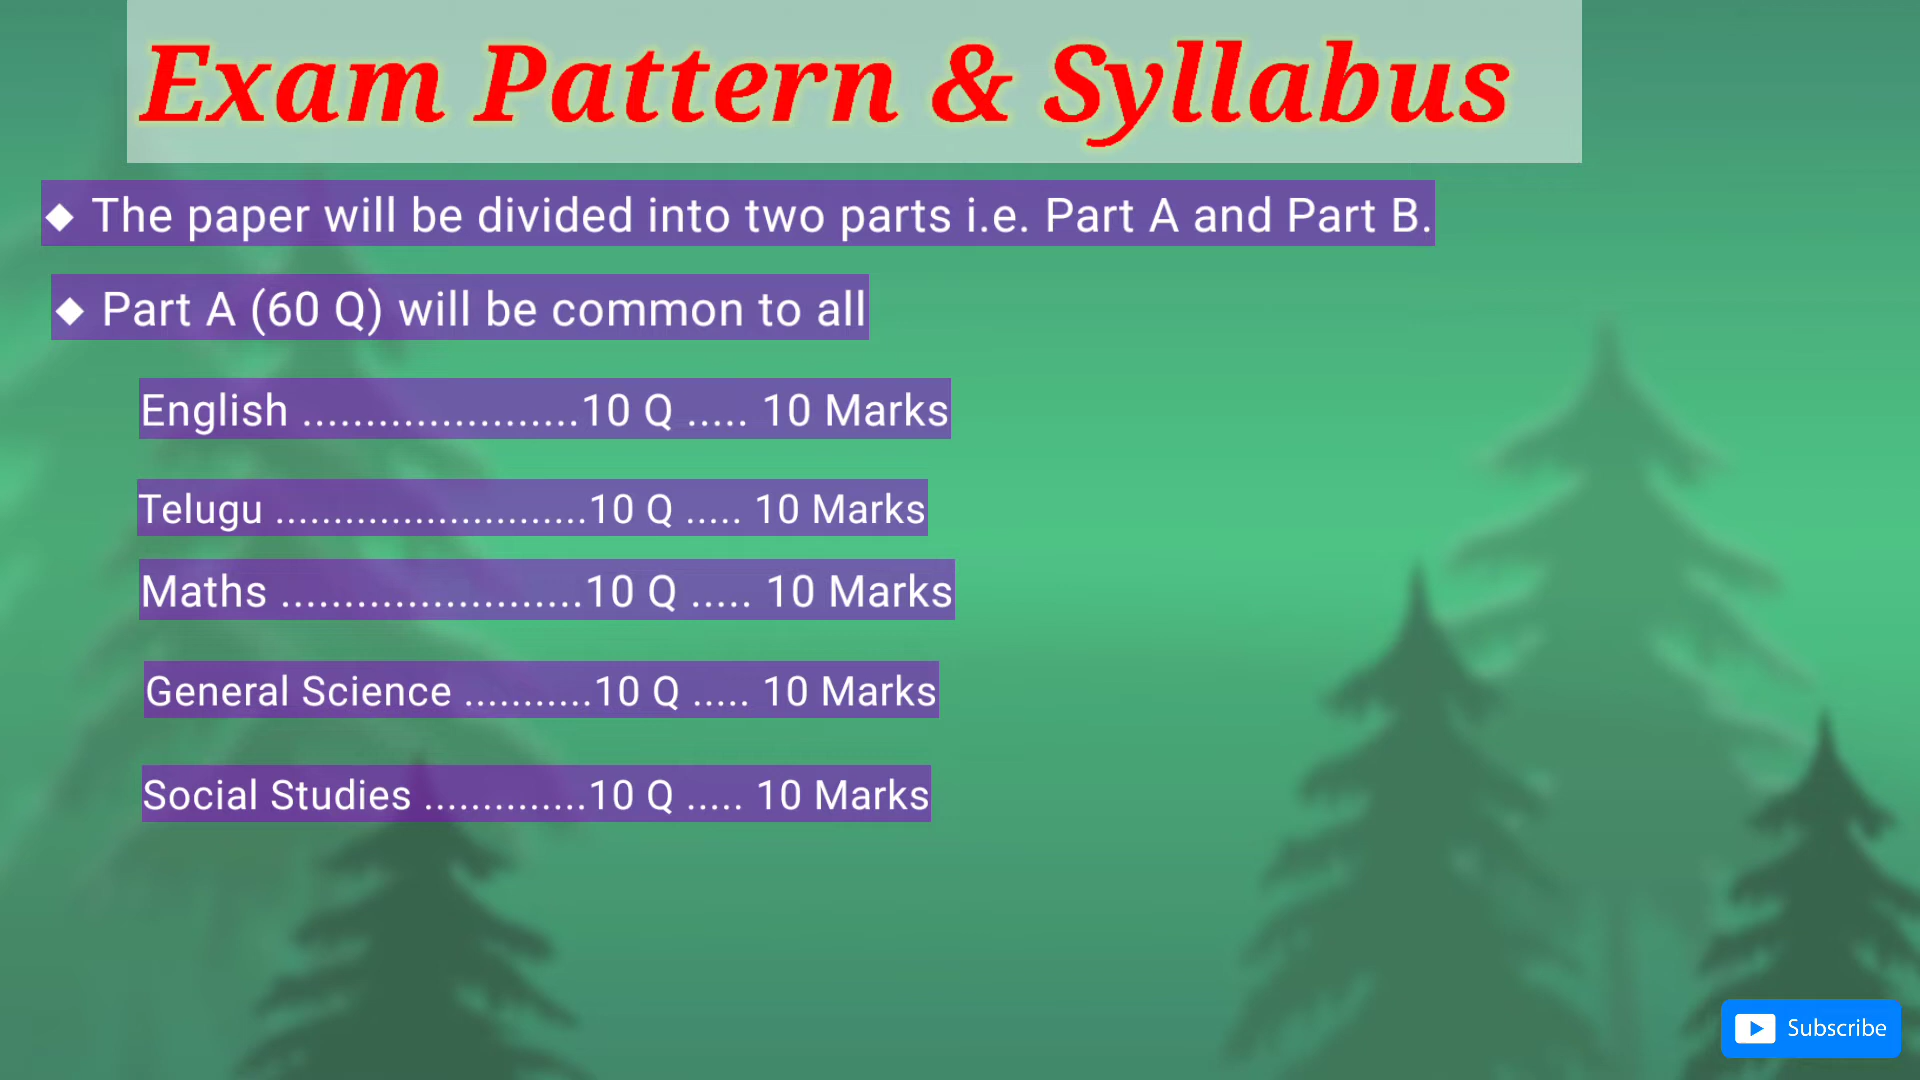 Exam Pattern & Syllabus
◆ The paper will be divided into two parts i.e. Part A and Part B.
◆ Part A (60 Q) will be common to all
English ......................10 Q ..... 10 Marks
Telugu ...........................10 Q ..... 10 Marks
Maths ........................10 Q ..... 10 Marks
General Science ...........10 Q ..... 10 Marks
Social Studies ..............10 Q ..... 10 Marks
Subscribe